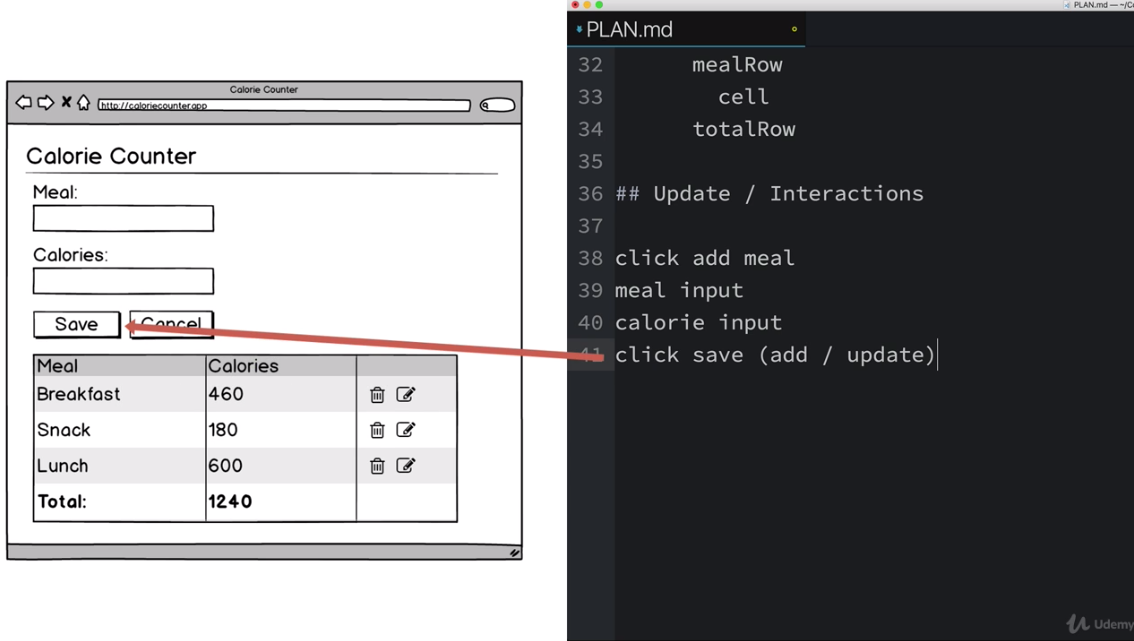 Calorie Counter
http://caloriecounter.app
Calorie Counter
Meal:
Calories:
Save Cancel
Meal Calories
Breakfast 460
Snack 180
Lunch 600
Total: 1240
PLAN.md — ~/Co
PLAN.md
32 mealRow
33 cell
34 totalRow
35
36 ## Update / Interactions
37
38 click add meal
39 meal input
40 calorie input
41 click save (add / update)
Udemy